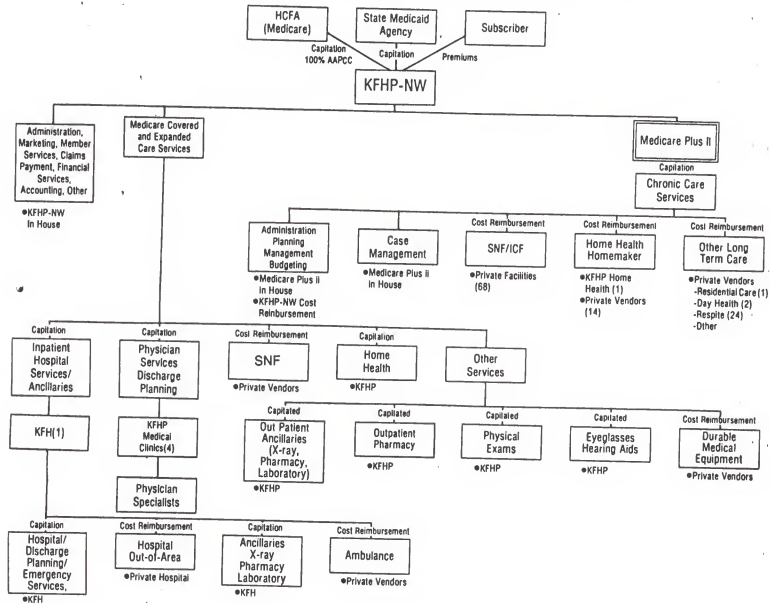 HCFA
(Medicare)
State Medicaid
Agency
Subscriber
Capitation
100% AAPCC
Capitation
Premiums
KFHP-NW
Administration,
Marketing, Member
Services, Claims
Payment, Financial
Services,
Accounting, Other
●KFHP-NW
In House
Medicare Covered
and Expanded
Care Services
Medicare Plus II
Capitation
Chronic Care
Services
Administration
Planning
Management
Budgeting
●Medicare Plus ii
in House
●KFHP-NW Cost
Reimbursement
Case
Management
●Medicare Plus ii
in House
Cost Reimbursement
SNF/ICF
●Private Facilities
(68)
Cost Reimbursement
Home Health
Homemaker
●KFHP Home
Health (1)
●Private Vendors
(14)
Cost Reimbursement
Other Long
Term Care
●Private Vendors
-Residential Care (1)
-Day Health (2)
-Respite (24)
-Other
Capitation
Inpatient
Hospital
Services/
Ancillaries
Capitation
Physician
Services
Discharge
Planning
Cost Reimbursement
SNF
●Private Vendors
Capitation
Home
Health
●KFHP
Other
Services
KFH(1)
KFHP
Medical
Clinics(4)
Physician
Specialists
Capitated
Out Patient
Ancillaries
(X-ray,
Pharmacy,
Laboratory)
●KFHP
Capitated
Outpatient
Pharmacy
●KFHP
Capitated
Physical
Exams
●KFHP
Capitated
Eyeglasses
Hearing Aids
●KFHP
Cost Reimbursement
Durable
Medical
Equipment
●Private Vendors
Capitation
Hospital/
Discharge
Planning/
Emergency
Services,
●KFH
Cost Reimbursement
Hospital
Out-of-Area
●Private Hospital
Capitation
Ancillaries
X-ray
Pharmacy
Laboratory
●KFH
Cost Reimbursement
Ambulance
●Private Vendors